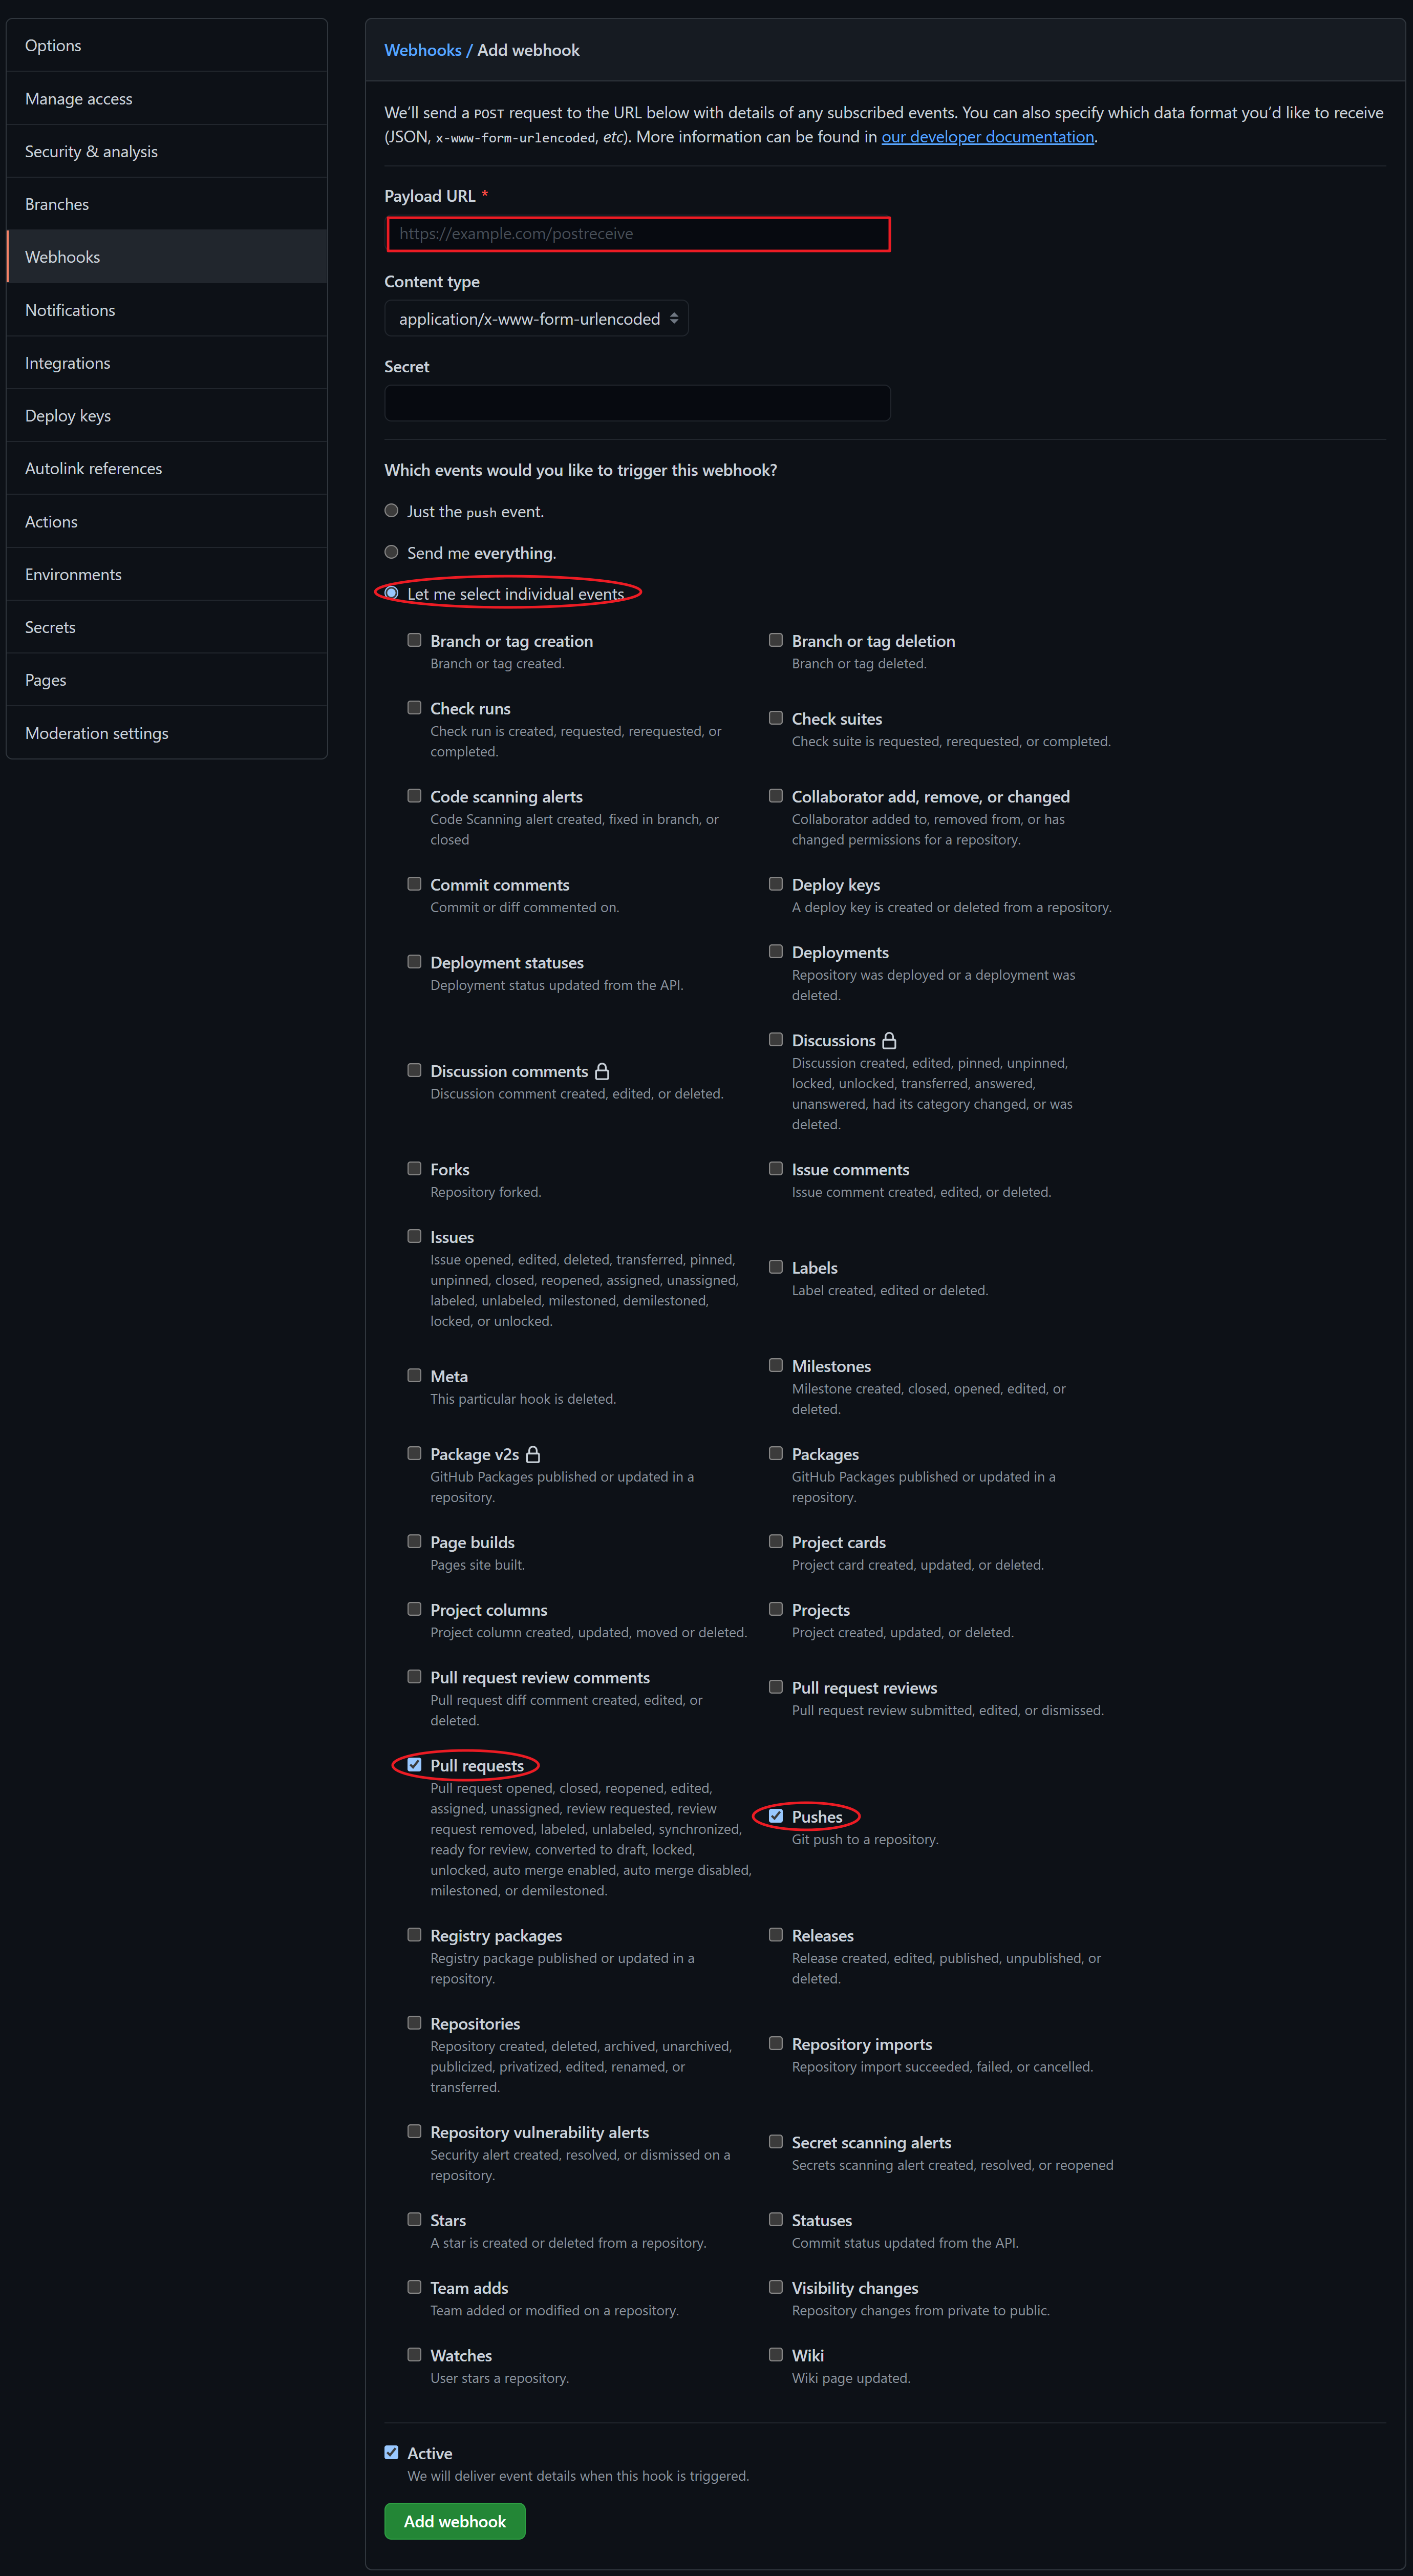 Options
Manage access
Security & analysis
Branches
Webhooks
Notifications
Integrations
Deploy keys
Autolink references
Actions
Environments
Secrets
Pages
Moderation settings
Webhooks / Add webhook
We’ll send a POST request to the URL below with details of any subscribed events. You can also specify which data format you’d like to receive
(JSON, x-www-form-urlencoded, etc). More information can be found in our developer documentation.
Payload URL *
https://example.com/postreceive
Content type
application/x-www-form-urlencoded
Secret
Which events would you like to trigger this webhook?
Just the push event.
Send me everything.
Let me select individual events.
Branch or tag creation
Branch or tag created.
Branch or tag deletion
Branch or tag deleted.
Check runs
Check run is created, requested, rerequested, or
completed.
Check suites
Check suite is requested, rerequested, or completed.
Code scanning alerts
Code Scanning alert created, fixed in branch, or
closed
Collaborator add, remove, or changed
Collaborator added to, removed from, or has
changed permissions for a repository.
Commit comments
Commit or diff commented on.
Deploy keys
A deploy key is created or deleted from a repository.
Deployment statuses
Deployment status updated from the API.
Deployments
Repository was deployed or a deployment was
deleted.
Discussion comments
Discussion comment created, edited, or deleted.
Discussions
Discussion created, edited, pinned, unpinned,
locked, unlocked, transferred, answered,
unanswered, had its category changed, or was
deleted.
Forks
Repository forked.
Issue comments
Issue comment created, edited, or deleted.
Issues
Issue opened, edited, deleted, transferred, pinned,
unpinned, closed, reopened, assigned, unassigned,
labeled, unlabeled, milestoned, demilestoned,
locked, or unlocked.
Labels
Label created, edited or deleted.
Meta
This particular hook is deleted.
Milestones
Milestone created, closed, opened, edited, or
deleted.
Package v2s
GitHub Packages published or updated in a
repository.
Packages
GitHub Packages published or updated in a
repository.
Page builds
Pages site built.
Project cards
Project card created, updated, or deleted.
Project columns
Project column created, updated, moved or deleted.
Projects
Project created, updated, or deleted.
Pull request review comments
Pull request diff comment created, edited, or
deleted.
Pull request reviews
Pull request review submitted, edited, or dismissed.
Pull requests
Pull request opened, closed, reopened, edited,
assigned, unassigned, review requested, review
request removed, labeled, unlabeled, synchronized,
ready for review, converted to draft, locked,
unlocked, auto merge enabled, auto merge disabled,
milestoned, or demilestoned.
Pushes
Git push to a repository.
Registry packages
Registry package published or updated in a
repository.
Releases
Release created, edited, published, unpublished, or
deleted.
Repositories
Repository created, deleted, archived, unarchived,
publicized, privatized, edited, renamed, or
transferred.
Repository imports
Repository import succeeded, failed, or cancelled.
Repository vulnerability alerts
Security alert created, resolved, or dismissed on a
repository.
Secret scanning alerts
Secrets scanning alert created, resolved, or reopened
Stars
A star is created or deleted from a repository.
Statuses
Commit status updated from the API.
Team adds
Team added or modified on a repository.
Visibility changes
Repository changes from private to public.
Watches
User stars a repository.
Wiki
Wiki page updated.
Active
We will deliver event details when this hook is triggered.
Add webhook